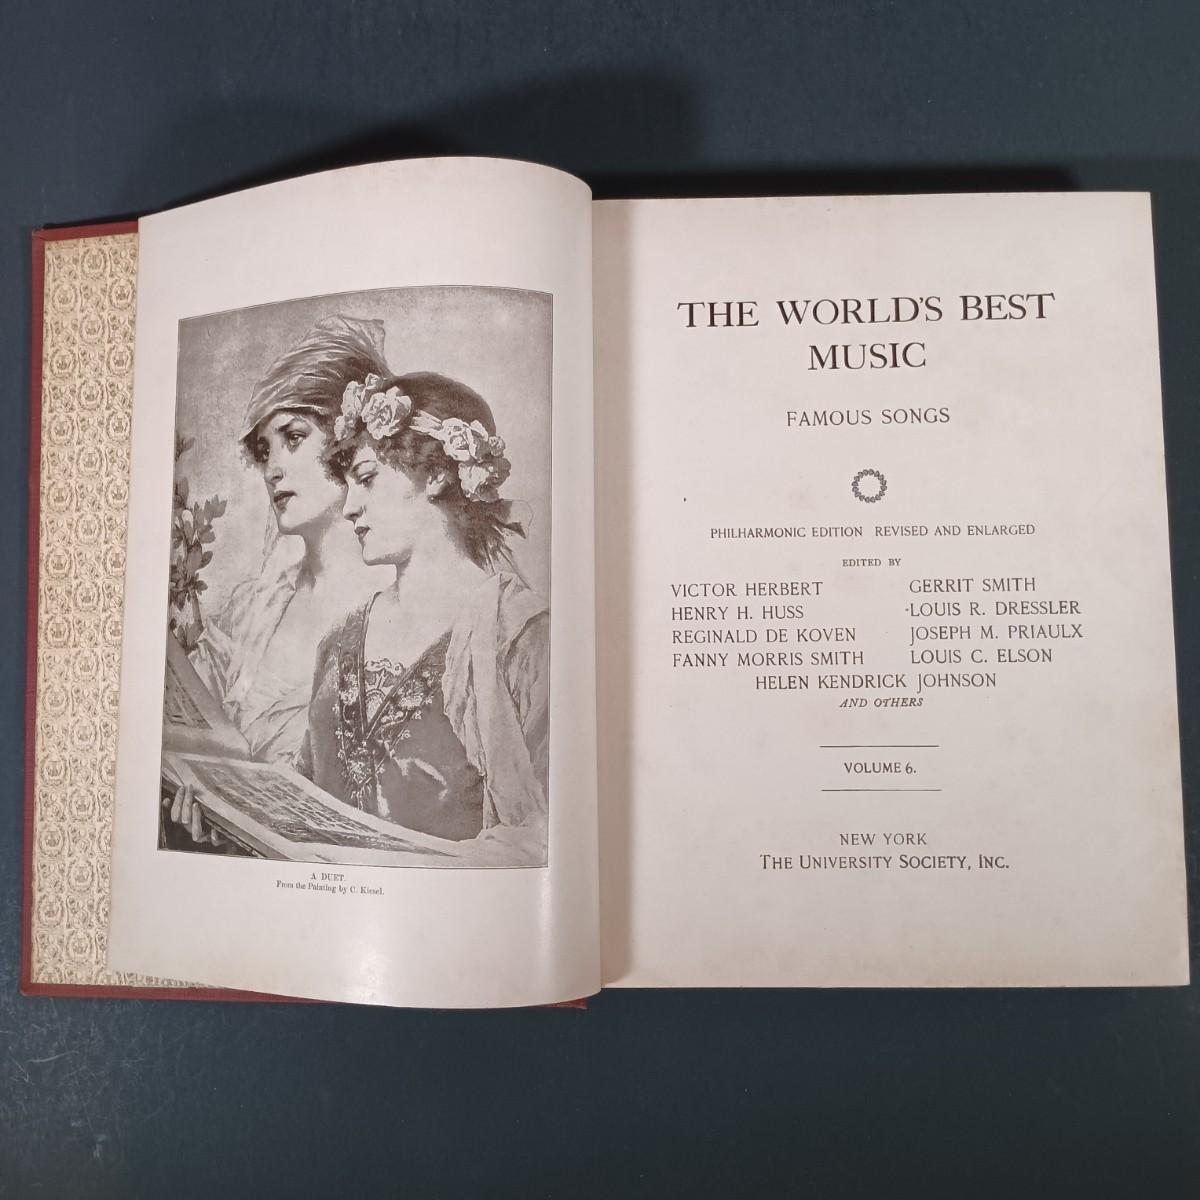 A DUET.
From the Painting by C. Kiesel.
THE WORLD'S BEST
MUSIC
FAMOUS SONGS
PHILHARMONIC EDITION REVISED AND ENLARGED
EDITED BY
VICTOR HERBERT GERRIT SMITH
HENRY H. HUSS LOUIS R. DRESSLER
REGINALD DE KOVEN JOSEPH M. PRIAULX
FANNY MORRIS SMITH LOUIS C. ELSON
HELEN KENDRICK JOHNSON
AND OTHERS
VOLUME 6.
NEW YORK
THE UNIVERSITY SOCIETY, INC.